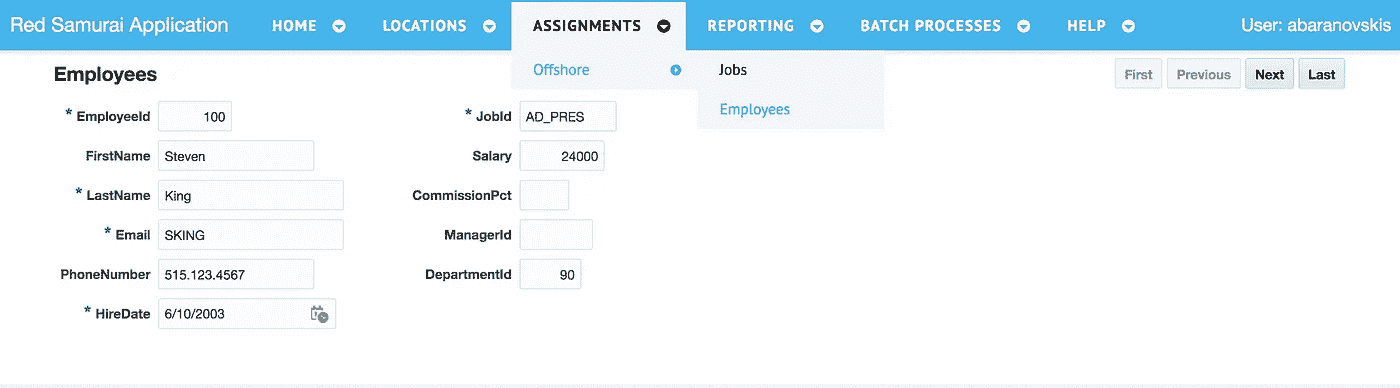 Red Samurai Application HOME LOCATIONS ASSIGNMENTS REPORTING BATCH PROCESSES HELP User: abaranovskis
Offshore Jobs
Employees
Employees First Previous Next Last
* EmployeeId 100 * JobId AD_PRES
FirstName Steven Salary 24000
* LastName King CommissionPct
* Email SKING ManagerId
PhoneNumber 515.123.4567 DepartmentId 90
* HireDate 6/10/2003